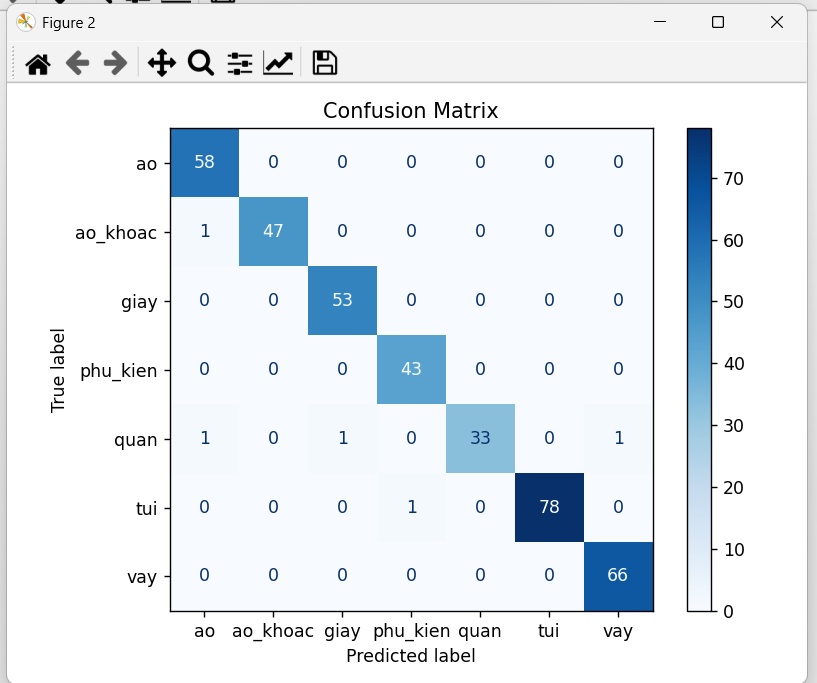 Figure 2
Confusion Matrix
ao 58 0 0 0 0 0 0
ao_khoac 1 47 0 0 0 0 0
giay 0 0 53 0 0 0 0
phu_kien 0 0 0 43 0 0 0
quan 1 0 1 0 33 0 1
tui 0 0 0 1 0 78 0
vay 0 0 0 0 0 0 66
ao ao_khoac giay phu_kien quan tui vay
Predicted label
True label
70
60
50
40
30
20
10
0